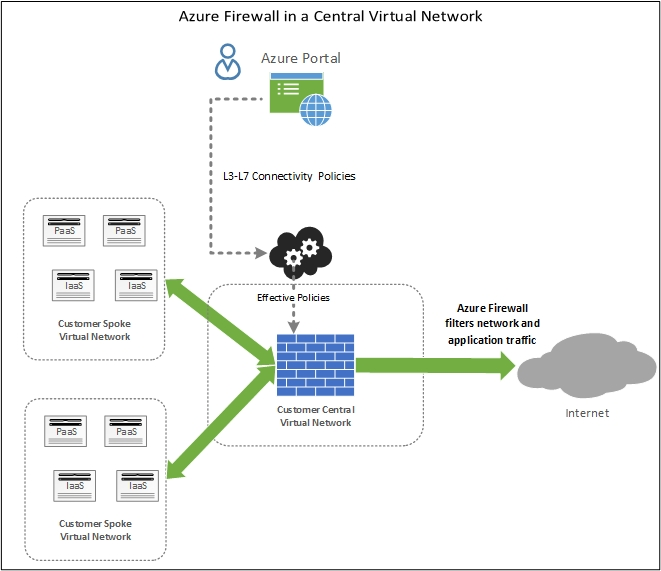 Azure Firewall in a Central Virtual Network
Azure Portal
L3-L7 Connectivity Policies
PaaS
PaaS
IaaS
IaaS
Customer Spoke
Virtual Network
Effective Policies
Azure Firewall
filters network and
application traffic
Customer Central
Virtual Network
Internet
PaaS
PaaS
IaaS
IaaS
Customer Spoke
Virtual Network